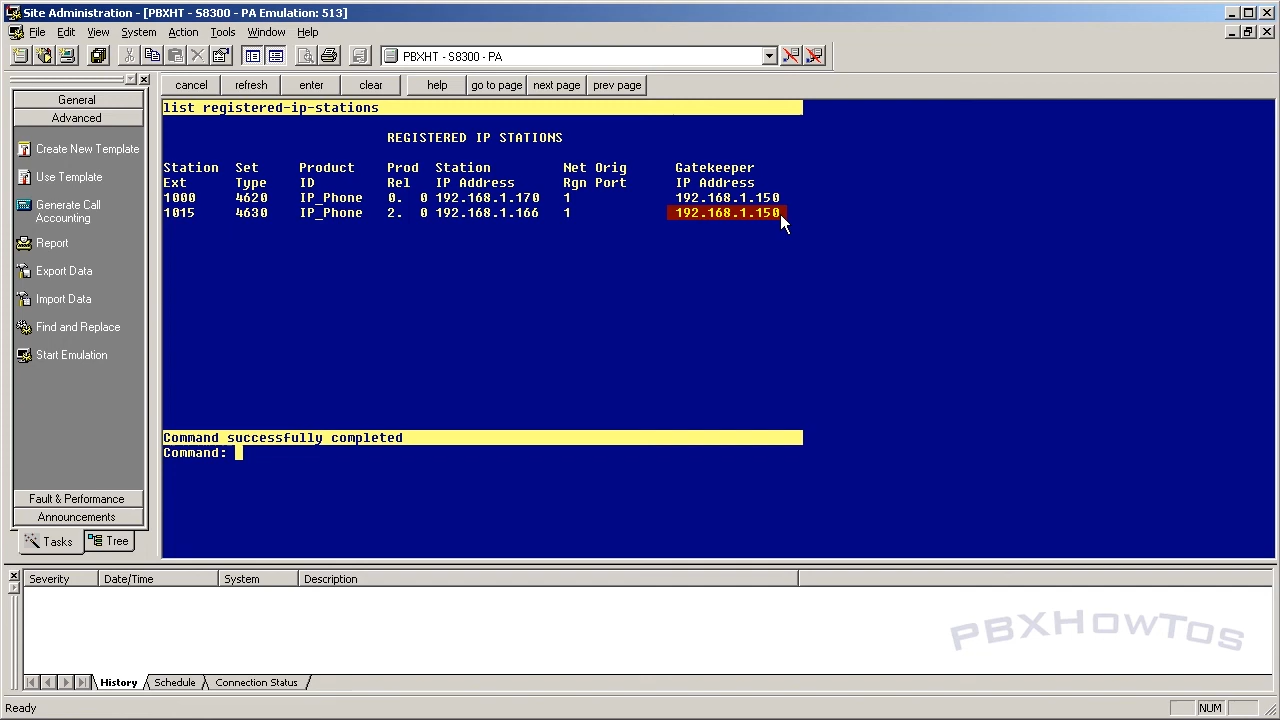 Site Administration - [PBXHT - S8300 - PA Emulation: 513]
File Edit View System Action Tools Window Help
PBXHT - S8300 - PA
cancel refresh enter clear help go to page next page prev page
General
Advanced
Create New Template
Use Template
Generate Call
Accounting
Report
Export Data
Import Data
Find and Replace
Start Emulation
Fault & Performance
Announcements
Tasks Tree
list registered-ip-stations
REGISTERED IP STATIONS
Station Set Product Prod Station Net Orig Gatekeeper
Ext Type ID Rel IP Address Rgn Port IP Address
1000 4620 IP_Phone 0. 0 192.168.1.170 1 192.168.1.150
1015 4630 IP_Phone 2. 0 192.168.1.166 1 192.168.1.150
Command successfully completed
Command:
Severity Date/Time System Description
PBXHowTos
History Schedule Connection Status
Ready NUM